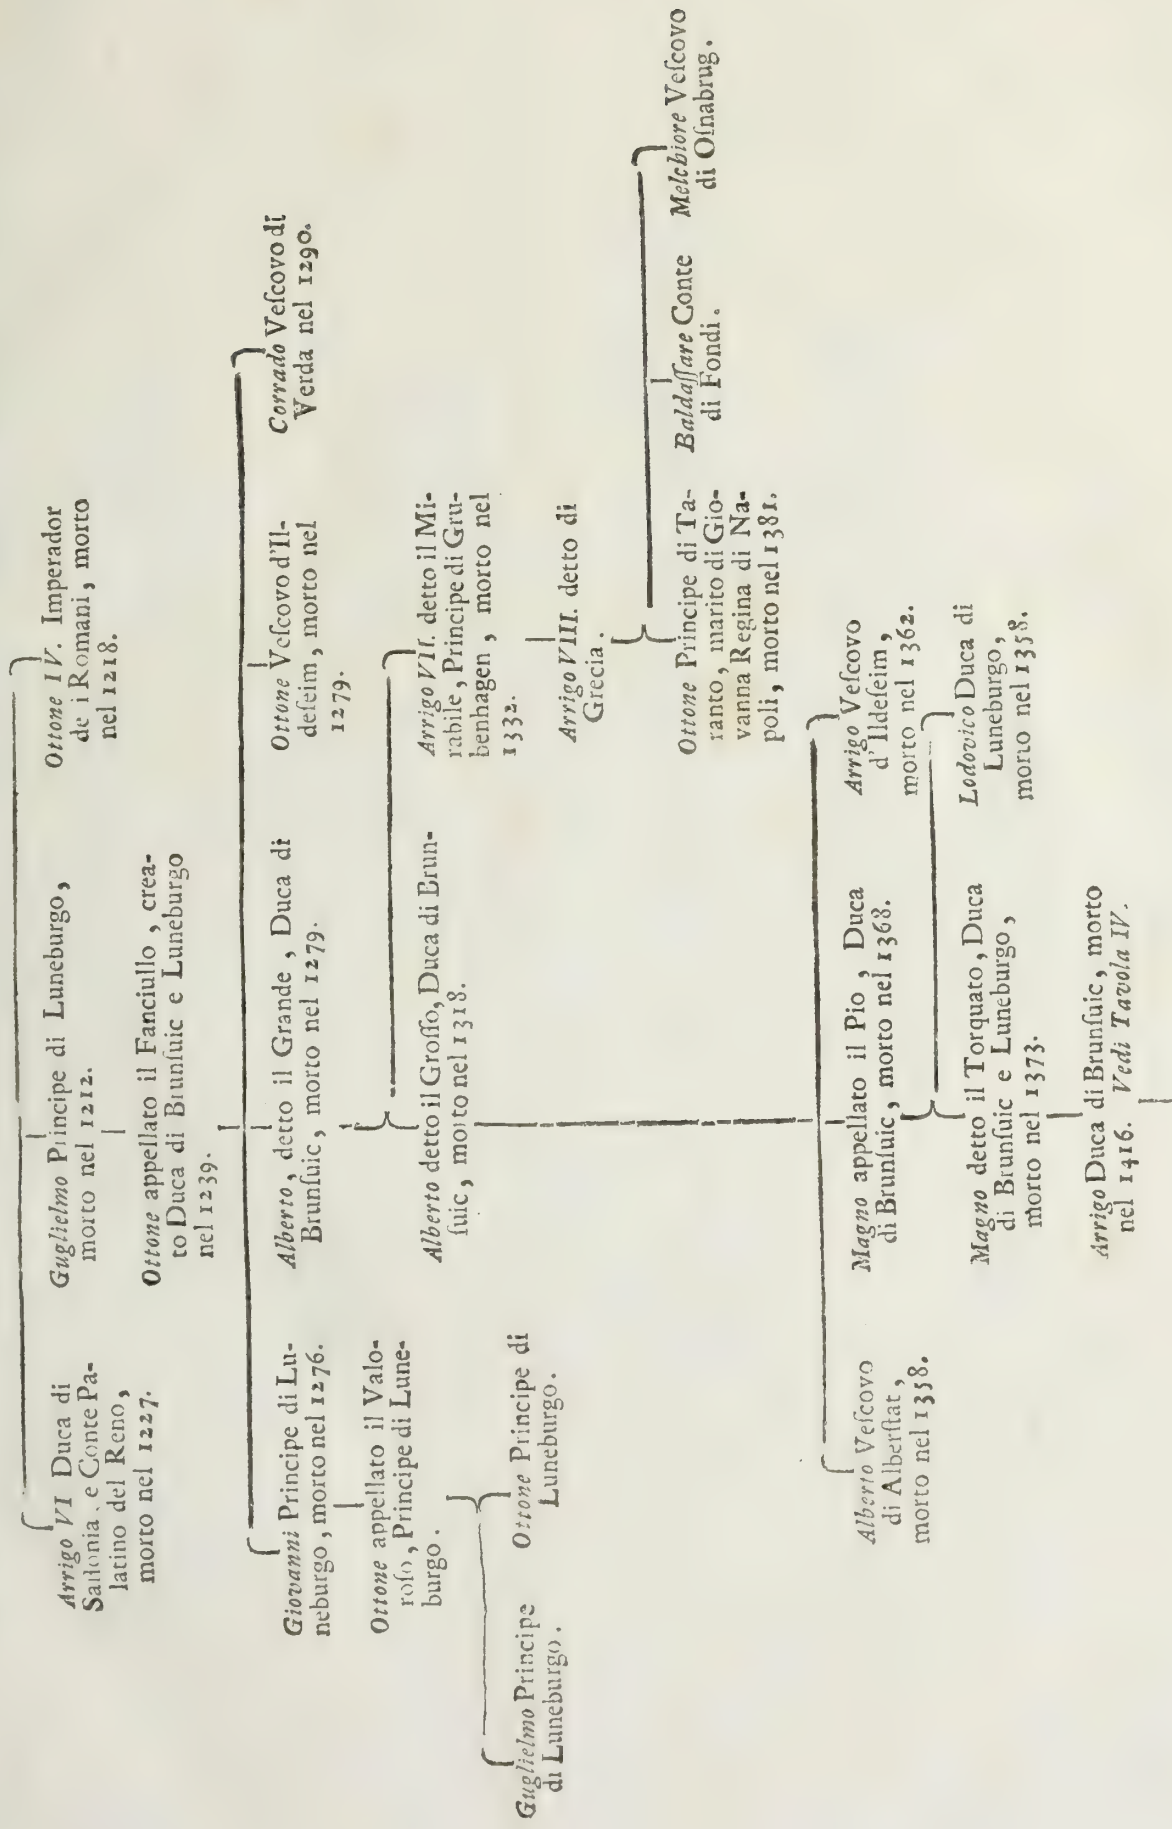 Arrigo VI Duca di
Saſſonia, e Conte Pa-
latino del Reno,
morto nel 1227.
Guglielmo Principe di Luneburgo,
morto nel 1212.
Ottone IV. Imperador
de i Romani, morto
nel 1218.
Ottone appellato il Fanciullo, crea-
to Duca di Brunſuic e Luneburgo
nel 1239.
Giovanni Principe di Lu-
neburgo, morto nel 1276.
Alberto, detto il Grande, Duca di
Brunſuic, morto nel 1279.
Ottone Veſcovo d'Il-
deſeim, morto nel
1279.
Corrado Veſcovo di
Verda nel 1290.
Ottone appellato il Valo-
roſo, Principe di Lune-
burgo.
Alberto detto il Groſſo, Duca di Brun-
ſuic, morto nel 1318.
Arrigo VII. detto il Mi-
rabile, Principe di Gru-
benhagen, morto nel
1332.
Guglielmo Principe
di Luneburgo.
Ottone Principe di
Luneburgo.
Arrigo VIII. detto di
Grecia.
Ottone Principe di Ta-
ranto, marito di Gio-
vanna Regina di Na-
poli, morto nel 1381.
Baldaſſare Conte
di Fondi.
Melchiore Veſcovo
di Oſnabrug.
Alberto Veſcovo
di Alberſtat,
morto nel 1358.
Magno appellato il Pio, Duca
di Brunſuic, morto nel 1368.
Arrigo Veſcovo
d'Ildeſeim,
morto nel 1362.
Magno detto il Torquato, Duca
di Brunſuic e Luneburgo,
morto nel 1373.
Lodovico Duca di
Luneburgo,
morto nel 1358.
Arrigo Duca di Brunſuic, morto
nel 1416. Vedi Tavola IV.